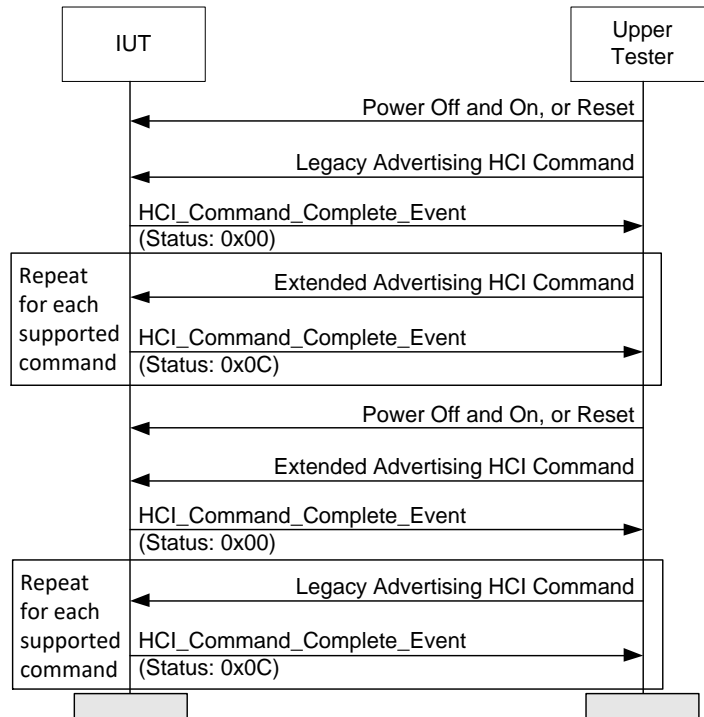 IUT
Upper
Tester
Power Off and On, or Reset
Legacy Advertising HCI Command
HCI_Command_Complete_Event
(Status: 0x00)
Repeat
for each
supported
command
Extended Advertising HCI Command
HCI_Command_Complete_Event
(Status: 0x0C)
Power Off and On, or Reset
Extended Advertising HCI Command
HCI_Command_Complete_Event
(Status: 0x00)
Repeat
for each
supported
command
Legacy Advertising HCI Command
HCI_Command_Complete_Event
(Status: 0x0C)